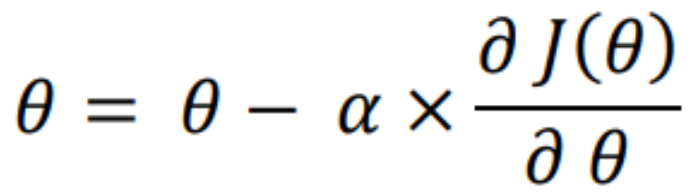 θ = θ − α × ∂ J(θ) / ∂ θ